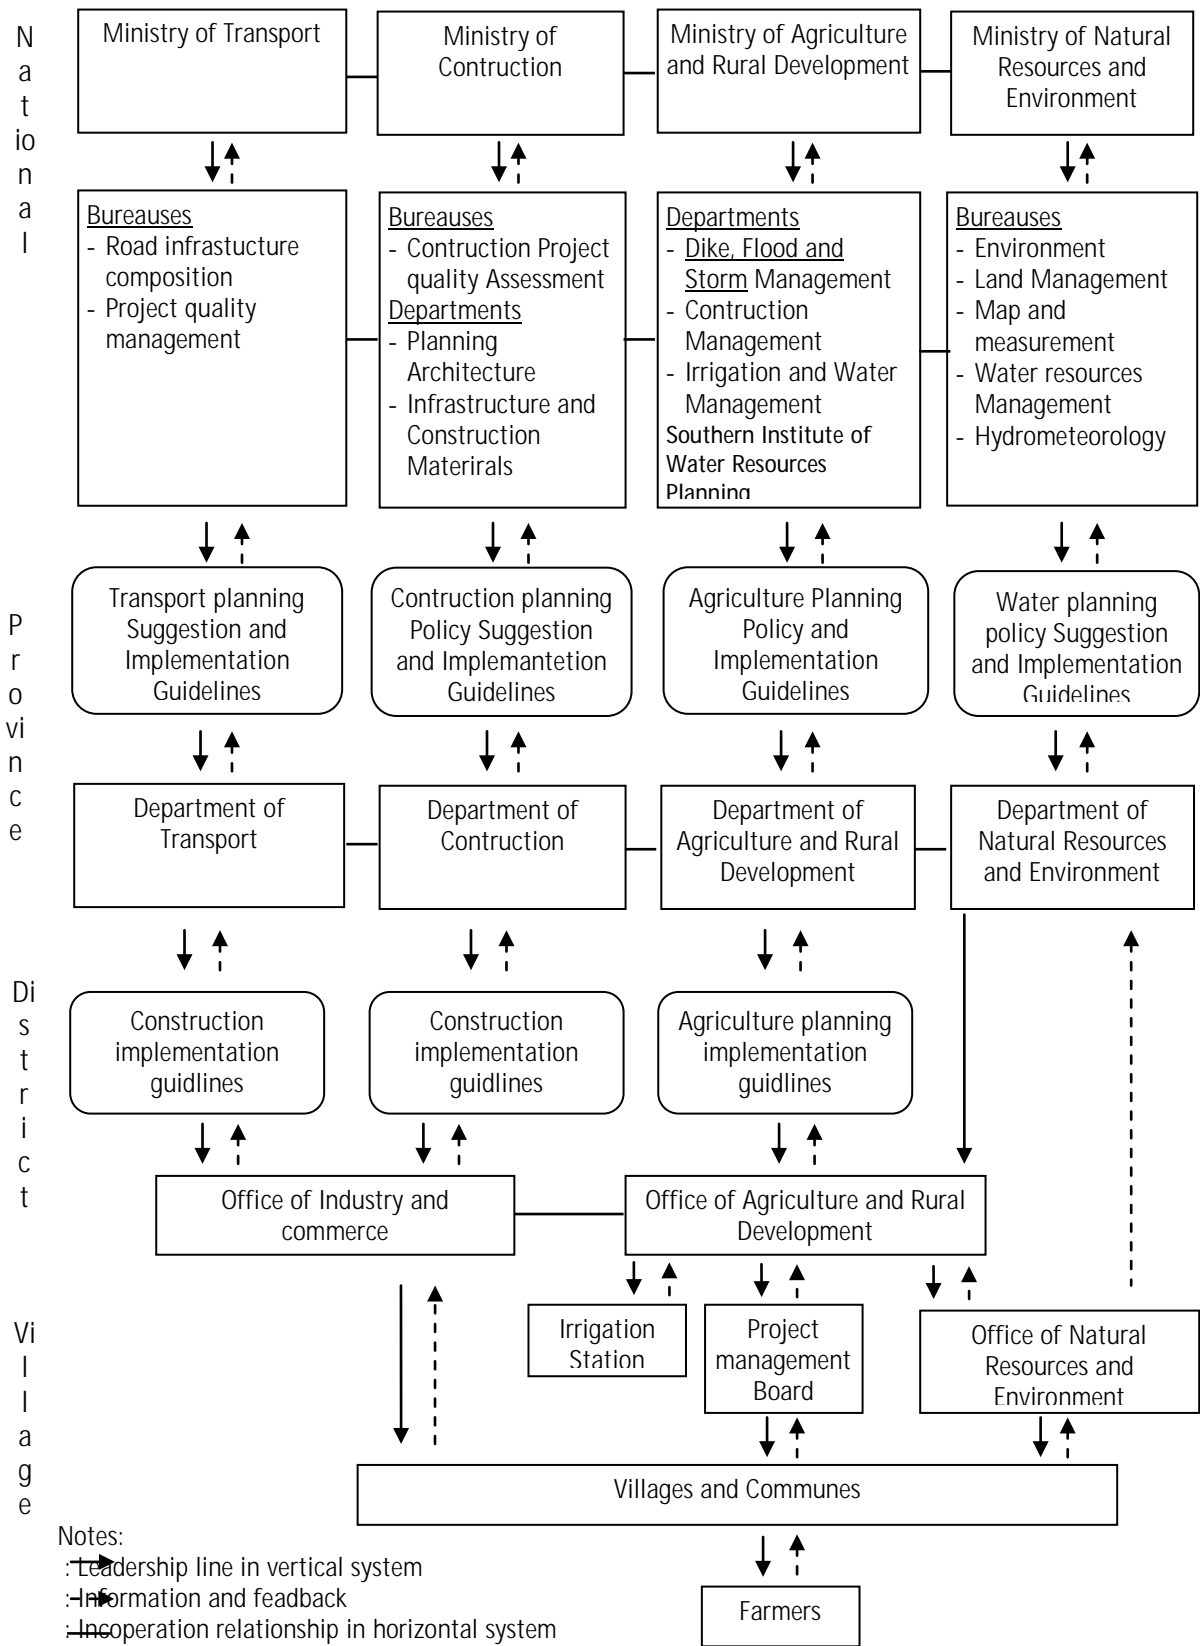 N
a
t
io
n
a
l
Ministry of Transport
Ministry of
Contruction
Ministry of Agriculture
and Rural Development
Ministry of Natural
Resources and
Environment
Bureauses
- Road infrastucture
composition
- Project quality
management
Bureauses
- Contruction Project
quality Assessment
Departments
- Planning
Architecture
- Infrastructure and
Construction
Materirals
Departments
- Dike, Flood and
Storm Management
- Contruction
Management
- Irrigation and Water
Management
Southern Institute of
Water Resources
Planning
Bureauses
- Environment
- Land Management
- Map and
measurement
- Water resources
Management
- Hydrometeorology
P
r
o
vi
n
c
e
Transport planning
Suggestion and
Implementation
Guidelines
Contruction planning
Policy Suggestion
and Implemantetion
Guidelines
Agriculture Planning
Policy and
Implementation
Guidelines
Water planning
policy Suggestion
and Implementation
Guidelines
Department of
Transport
Department of
Contruction
Department of
Agriculture and Rural
Development
Department of
Natural Resources
and Environment
Di
s
t
r
i
c
t
Construction
implementation
guidlines
Construction
implementation
guidlines
Agriculture planning
implementation
guidlines
Office of Industry and
commerce
Office of Agriculture and Rural
Development
Vi
l
l
a
g
e
Irrigation
Station
Project
management
Board
Office of Natural
Resources and
Environment
Villages and Communes
Farmers
Notes:
: Leadership line in vertical system
: Information and feadback
: Incoperation relationship in horizontal system